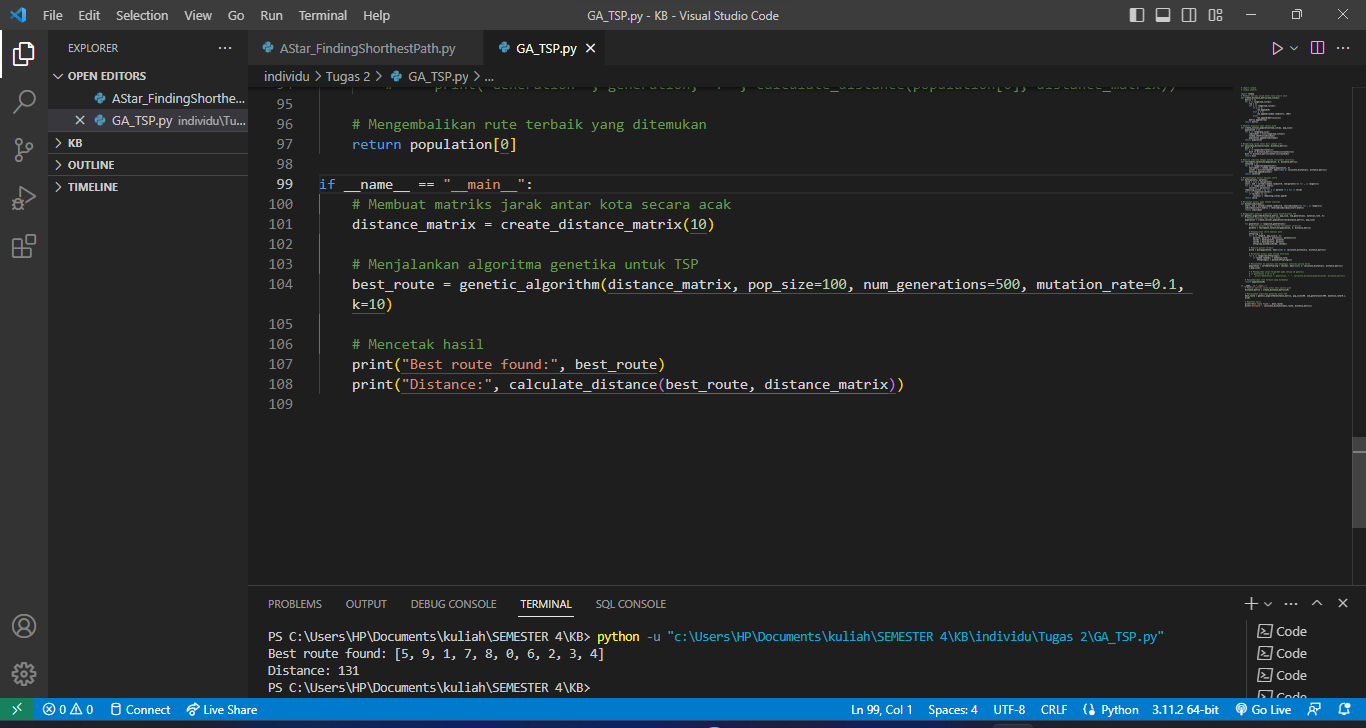 File Edit Selection View Go Run Terminal Help GA_TSP.py - KB - Visual Studio Code
EXPLORER
OPEN EDITORS
AStar_FindingShorthe...
GA_TSP.py individu\Tu...
KB
OUTLINE
TIMELINE
AStar_FindingShorthestPath.py GA_TSP.py
individu > Tugas 2 > GA_TSP.py > ...
95
96 # Mengembalikan rute terbaik yang ditemukan
97 return population[0]
98
99 if __name__ == "__main__":
100 # Membuat matriks jarak antar kota secara acak
101 distance_matrix = create_distance_matrix(10)
102
103 # Menjalankan algoritma genetika untuk TSP
104 best_route = genetic_algorithm(distance_matrix, pop_size=100, num_generations=500, mutation_rate=0.1,
k=10)
105
106 # Mencetak hasil
107 print("Best route found:", best_route)
108 print("Distance:", calculate_distance(best_route, distance_matrix))
109
PROBLEMS OUTPUT DEBUG CONSOLE TERMINAL SQL CONSOLE
PS C:\Users\HP\Documents\kuliah\SEMESTER 4\KB> python -u "c:\Users\HP\Documents\kuliah\SEMESTER 4\KB\individu\Tugas 2\GA_TSP.py"
Best route found: [5, 9, 1, 7, 8, 0, 6, 2, 3, 4]
Distance: 131
PS C:\Users\HP\Documents\kuliah\SEMESTER 4\KB>
Code
Code
Code
Code
0 0 Connect Live Share Ln 99, Col 1 Spaces: 4 UTF-8 CRLF Python 3.11.2 64-bit Go Live